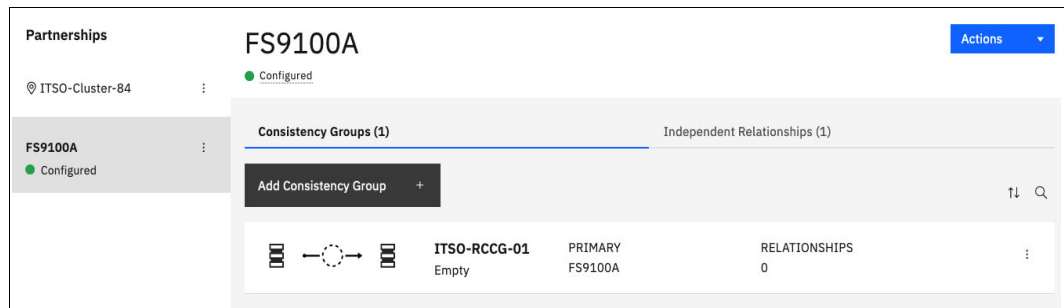 Partnerships
ITSO-Cluster-84
FS9100A
Configured
FS9100A
Configured
Actions
Consistency Groups (1)
Independent Relationships (1)
Add Consistency Group +
ITSO-RCCG-01
Empty
PRIMARY
FS9100A
RELATIONSHIPS
0